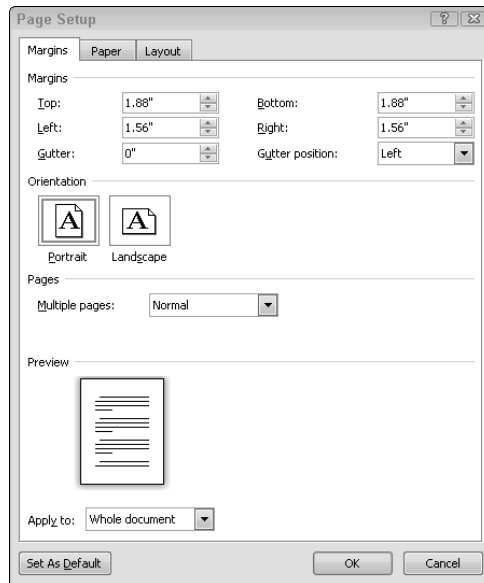 Page Setup
Margins Paper Layout
Margins
Top: 1.88" Bottom: 1.88"
Left: 1.56" Right: 1.56"
Gutter: 0" Gutter position: Left
Orientation
A A
Portrait Landscape
Pages
Multiple pages: Normal
Preview
Apply to: Whole document
Set As Default OK Cancel